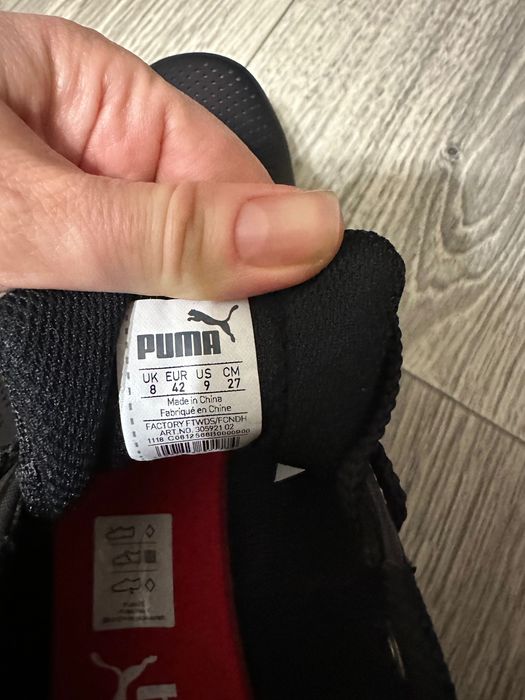 PUMA
UK EUR US CM
8 42 9 27
Made in China
Fabriqué en Chine
FACTORY FTWDS/FONDH
ART.NO. 305921 02